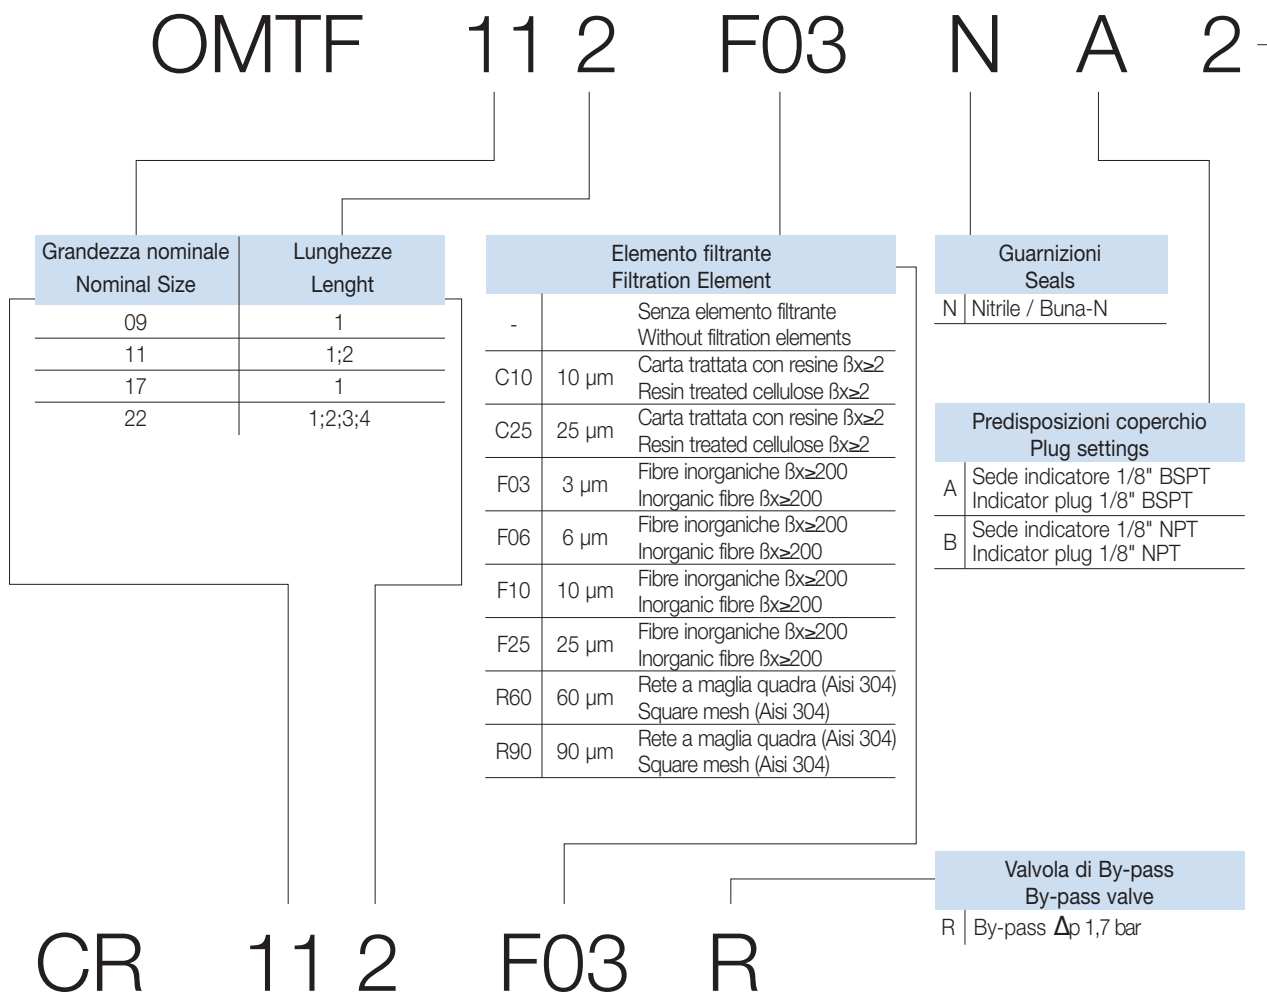 OMTF 11 2 F03 N A 2 -
Grandezza nominale
Nominal Size
Lunghezze
Lenght
09 1
11 1;2
17 1
22 1;2;3;4
Elemento filtrante
Filtration Element
- Senza elemento filtrante
Without filtration elements
C10 10 µm Carta trattata con resine ßx≥2
Resin treated cellulose ßx≥2
C25 25 µm Carta trattata con resine ßx≥2
Resin treated cellulose ßx≥2
F03 3 µm Fibre inorganiche ßx≥200
Inorganic fibre ßx≥200
F06 6 µm Fibre inorganiche ßx≥200
Inorganic fibre ßx≥200
F10 10 µm Fibre inorganiche ßx≥200
Inorganic fibre ßx≥200
F25 25 µm Fibre inorganiche ßx≥200
Inorganic fibre ßx≥200
R60 60 µm Rete a maglia quadra (Aisi 304)
Square mesh (Aisi 304)
R90 90 µm Rete a maglia quadra (Aisi 304)
Square mesh (Aisi 304)
Guarnizioni
Seals
N Nitrile / Buna-N
Predisposizioni coperchio
Plug settings
A Sede indicatore 1/8" BSPT
Indicator plug 1/8" BSPT
B Sede indicatore 1/8" NPT
Indicator plug 1/8" NPT
Valvola di By-pass
By-pass valve
R By-pass Δp 1,7 bar
CR 11 2 F03 R